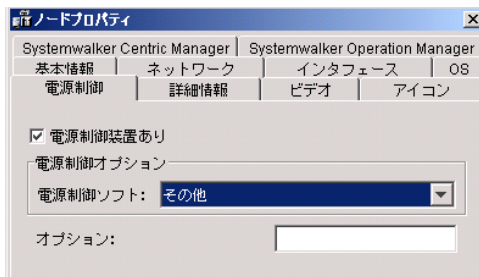 ノードプロパティ
Systemwalker Centric Manager Systemwalker Operation Manager
基本情報 ネットワーク インタフェース OS
電源制御 詳細情報 ビデオ アイコン
電源制御装置あり
電源制御オプション
電源制御ソフト: その他
オプション: